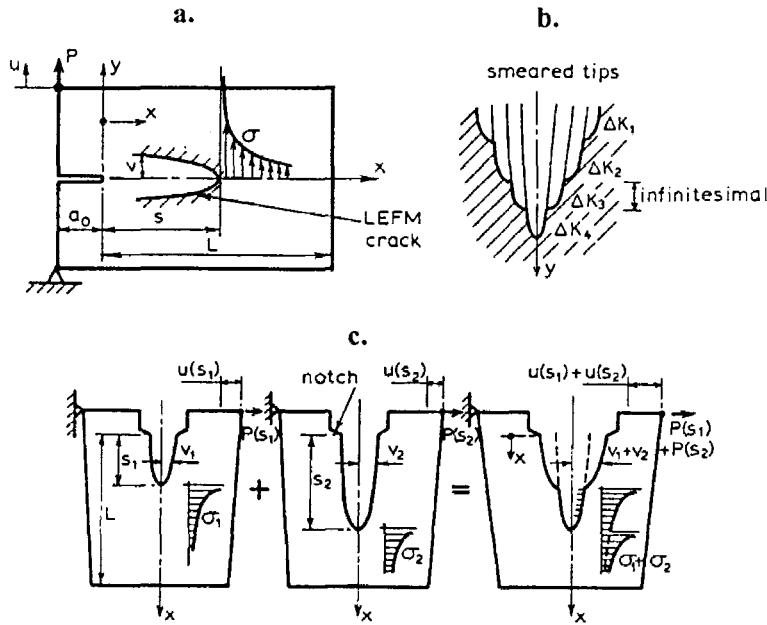 a.
b.
P
u
y
x
σ
v
x
LEFM
crack
a₀
s
L
smeared tips
ΔK₁
ΔK₂
ΔK₃
ΔK₄
infinitesimal
y
c.
u(s₁)
notch
u(s₂)
u(s₁)+u(s₂)
P(s₁)
P(s₂)
P(s₁)
+P(s₂)
s₁
v₁
s₂
v₂
x
v₁+v₂
L
+
=
σ₁
σ₂
σ₁+σ₂
x
x
x